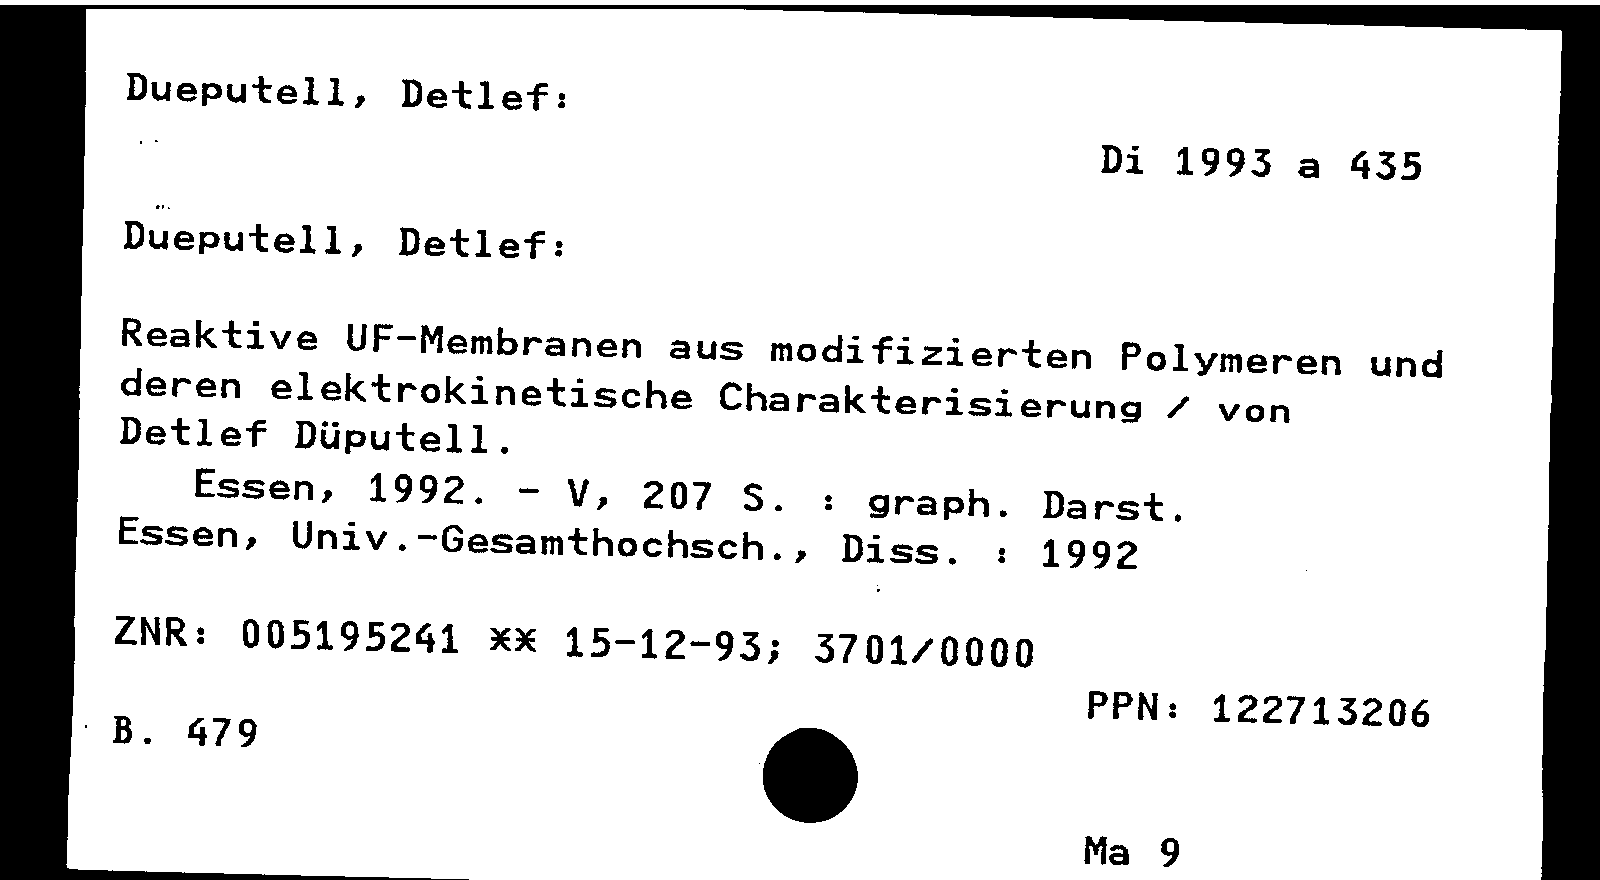 Dueputell, Detlef:
Di 1993 a 435
Dueputell, Detlef:
Reaktive UF-Membranen aus modifizierten Polymeren und
deren elektrokinetische Charakterisierung / von
Detlef Düputell.
Essen, 1992. - V, 207 S. : graph. Darst.
Essen, Univ.-Gesamthochsch., Diss. : 1992
ZNR: 005195241 ** 15-12-93; 3701/0000
PPN: 122713206
B. 479
Ma 9